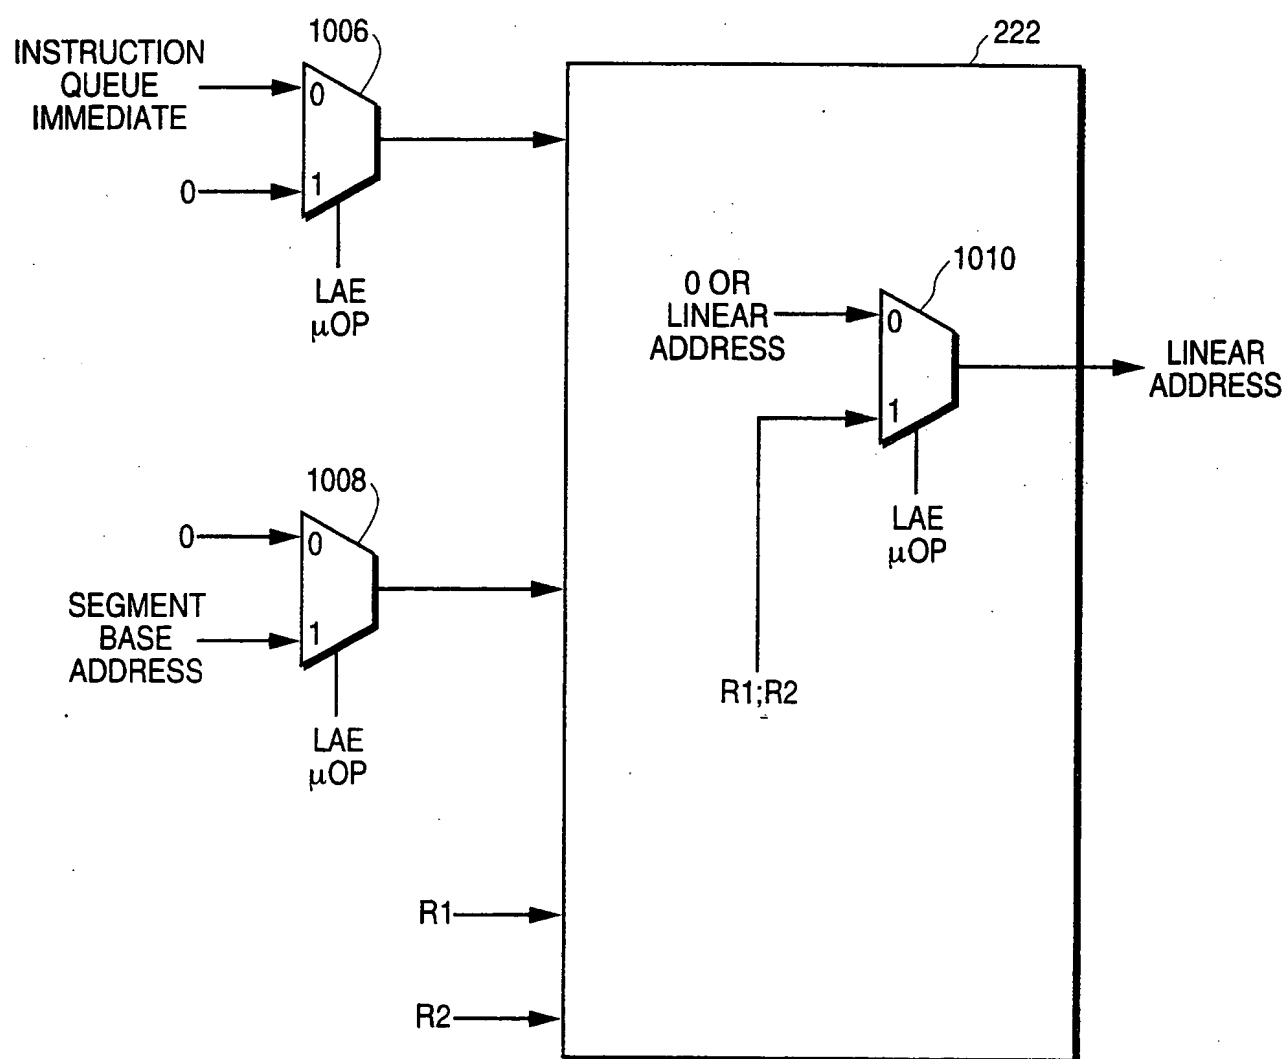 1006
INSTRUCTION
QUEUE
IMMEDIATE
0
0
1
LAE
μOP
222
1010
0 OR
LINEAR
ADDRESS
0
1
LINEAR
ADDRESS
LAE
μOP
R1;R2
1008
0
0
SEGMENT
BASE
ADDRESS
1
LAE
μOP
R1
R2